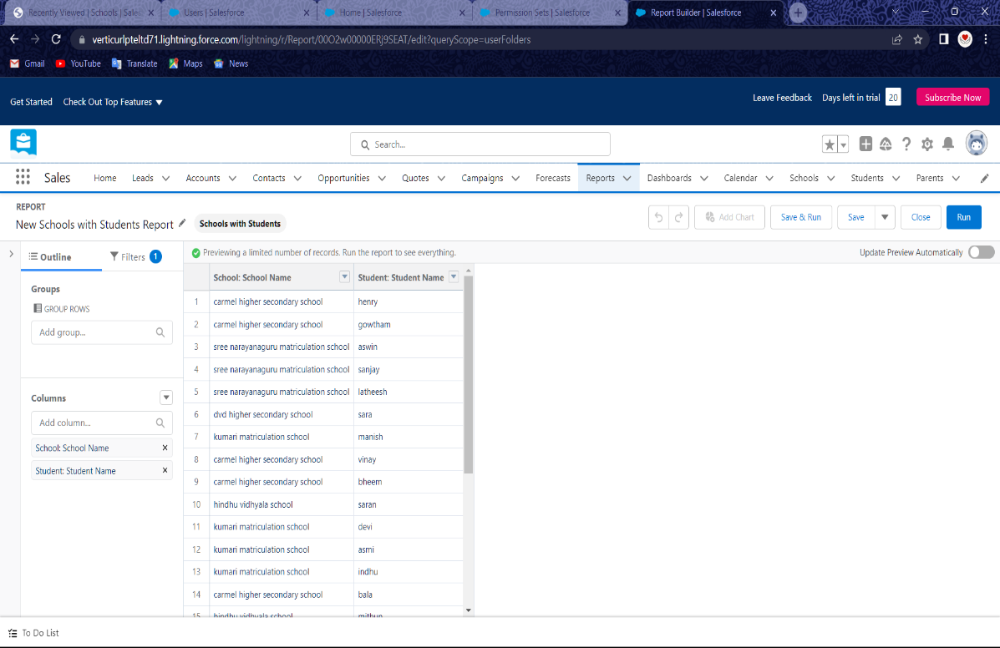 Recently Viewed | Schools | Sales
Users | Salesforce
Home | Salesforce
Permission Sets | Salesforce
Report Builder | Salesforce
verticurlpteltd71.lightning.force.com/lightning/r/Report/00O2w00000ERj9SEAT/edit?queryScope=userFolders
Gmail YouTube Translate Maps News
Get Started Check Out Top Features
Leave Feedback Days left in trial 20 Subscribe Now
Search...
Sales Home Leads Accounts Contacts Opportunities Quotes Campaigns Forecasts Reports Dashboards Calendar Schools Students Parents
REPORT
New Schools with Students Report Schools with Students
Add Chart Save & Run Save Close Run
Outline Filters 1
Previewing a limited number of records. Run the report to see everything.
Update Preview Automatically
Groups
GROUP ROWS
Add group...
Columns
Add column...
School: School Name
Student: Student Name
School: School Name Student: Student Name
1 carmel higher secondary school henry
2 carmel higher secondary school gowtham
3 sree narayanaguru matriculation school aswin
4 sree narayanaguru matriculation school sanjay
5 sree narayanaguru matriculation school latheesh
6 dvd higher secondary school sara
7 kumari matriculation school manish
8 carmel higher secondary school vinay
9 carmel higher secondary school bheem
10 hindhu vidhyala school saran
11 kumari matriculation school devi
12 kumari matriculation school asmi
13 kumari matriculation school indhu
14 carmel higher secondary school bala
15 hindhu vidhyala school mithun
To Do List